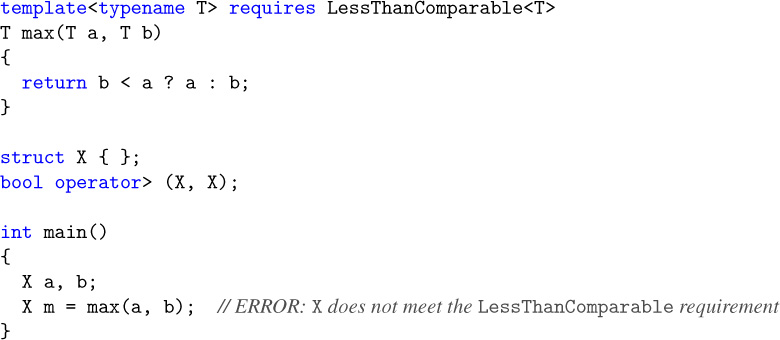 template<typename T> requires LessThanComparable<T>
T max(T a, T b)
{
  return b < a ? a : b;
}

struct X { };
bool operator> (X, X);

int main()
{
  X a, b;
  X m = max(a, b);  // ERROR: X does not meet the LessThanComparable requirement
}